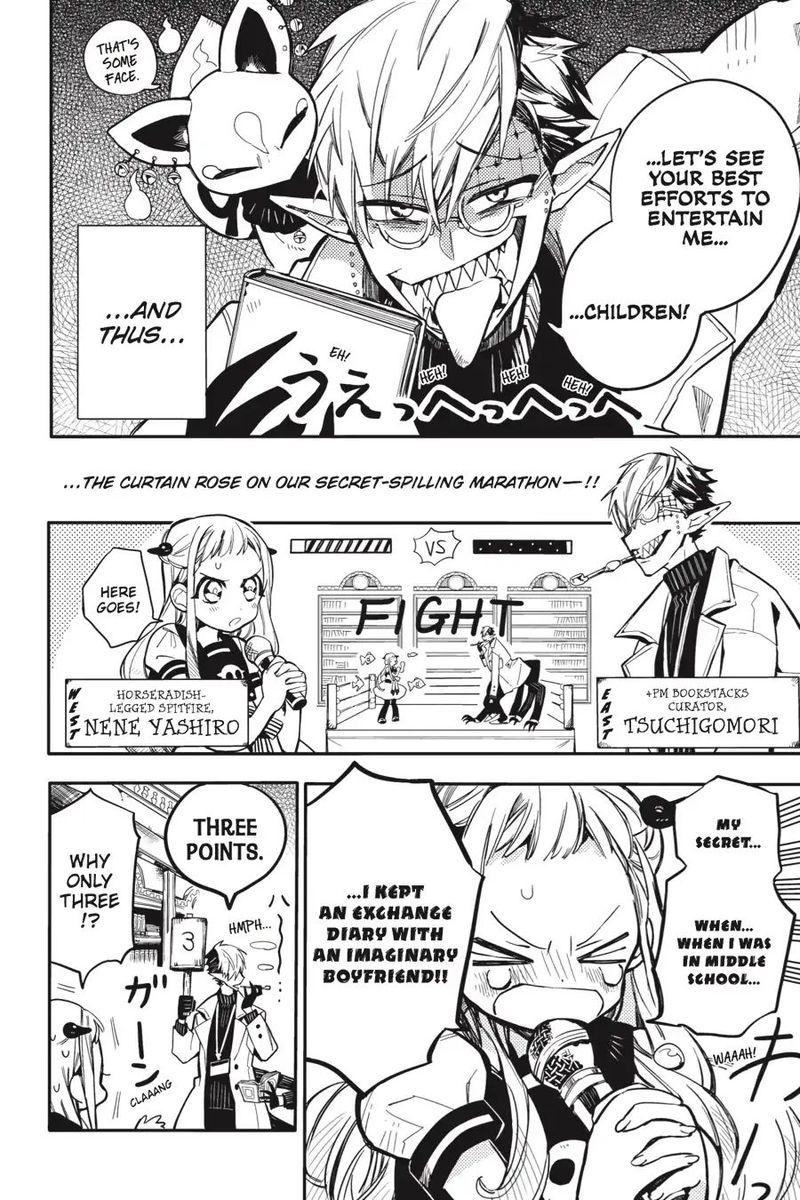 ...LET'S SEE
YOUR BEST
EFFORTS TO
ENTERTAIN
ME...
...CHILDREN!
THAT'S
SOME
FACE.
EH!
HEH!
HEH!
HEH!
うえっへっへっへ
...AND
THUS...
...THE CURTAIN ROSE ON OUR SECRET-SPILLING MARATHON—!!
VS
FIGHT
HERE
GOES!
WEST
HORSERADISH-
LEGGED SPITFIRE,
NENE YASHIRO
4PM BOOKSTACKS
CURATOR,
TSUCHIGOMORI
EAST
MY
SECRET...
WHEN...
WHEN I WAS
IN MIDDLE
SCHOOL...
...I KEPT
AN EXCHANGE
DIARY WITH
AN IMAGINARY
BOYFRIEND!!
WAAAH!
わーっ
THREE
POINTS.
3
HMPH...
ハ
WHY
ONLY
THREE
!?
ガーン
CLAAANG